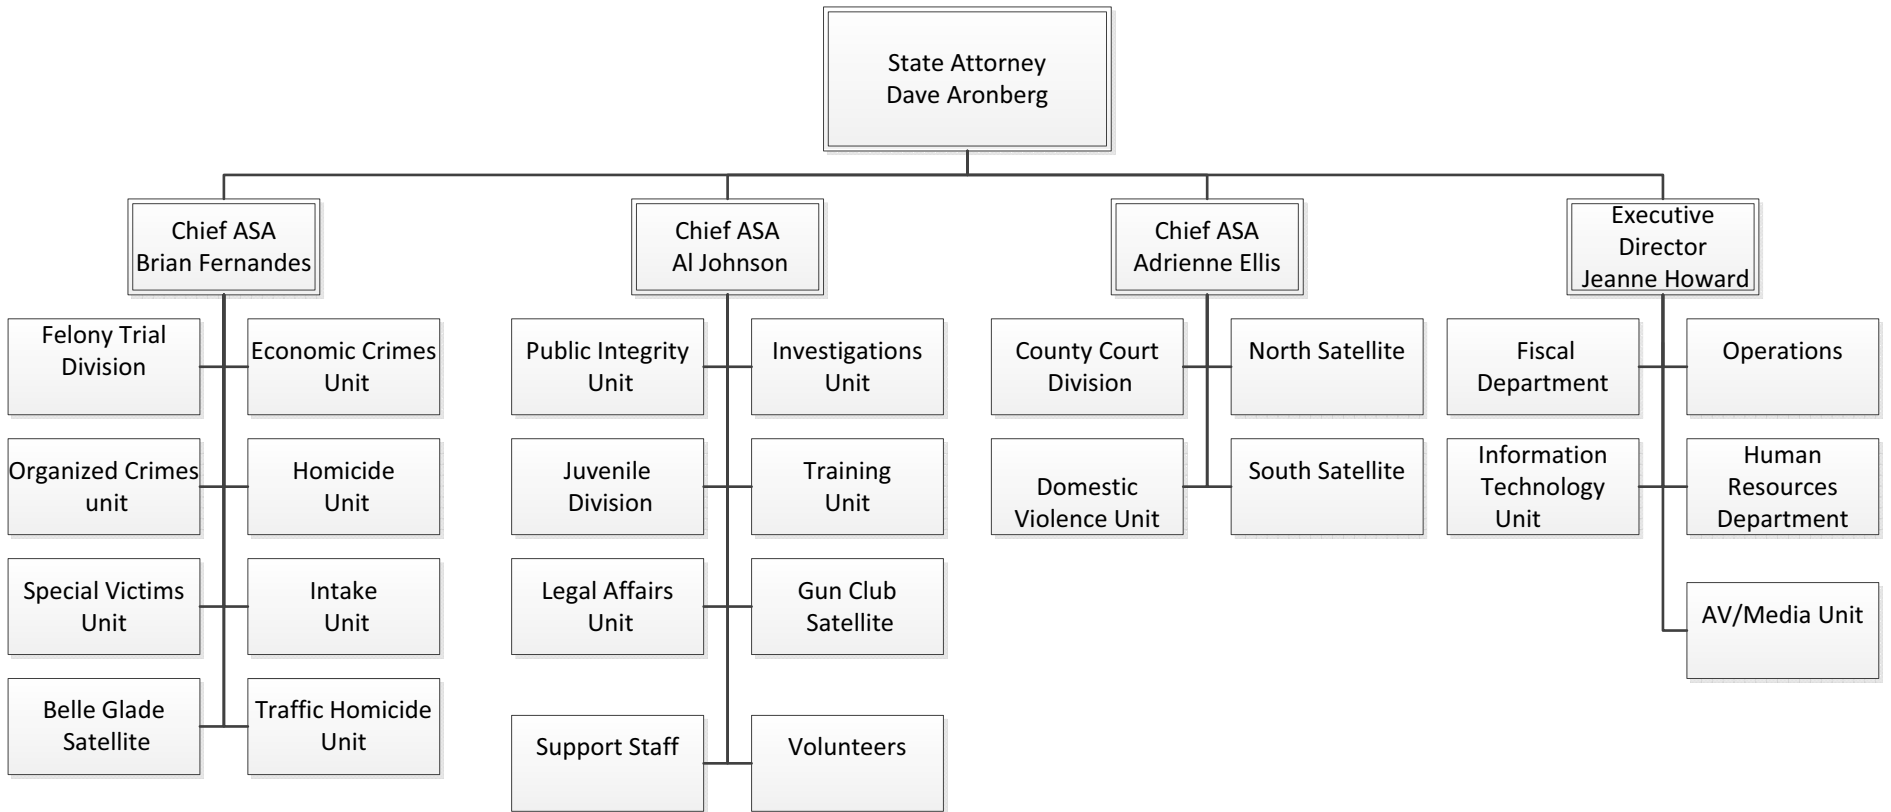 State Attorney
Dave Aronberg
Chief ASA
Brian Fernandes
Chief ASA
Al Johnson
Chief ASA
Adrienne Ellis
Executive
Director
Jeanne Howard
Felony Trial
Division
Economic Crimes
Unit
Organized Crimes
unit
Homicide
Unit
Special Victims
Unit
Intake
Unit
Belle Glade
Satellite
Traffic Homicide
Unit
Public Integrity
Unit
Investigations
Unit
Juvenile
Division
Training
Unit
Legal Affairs
Unit
Gun Club
Satellite
Support Staff
Volunteers
County Court
Division
North Satellite
Domestic
Violence Unit
South Satellite
Fiscal
Department
Operations
Information
Technology
Unit
Human
Resources
Department
AV/Media Unit